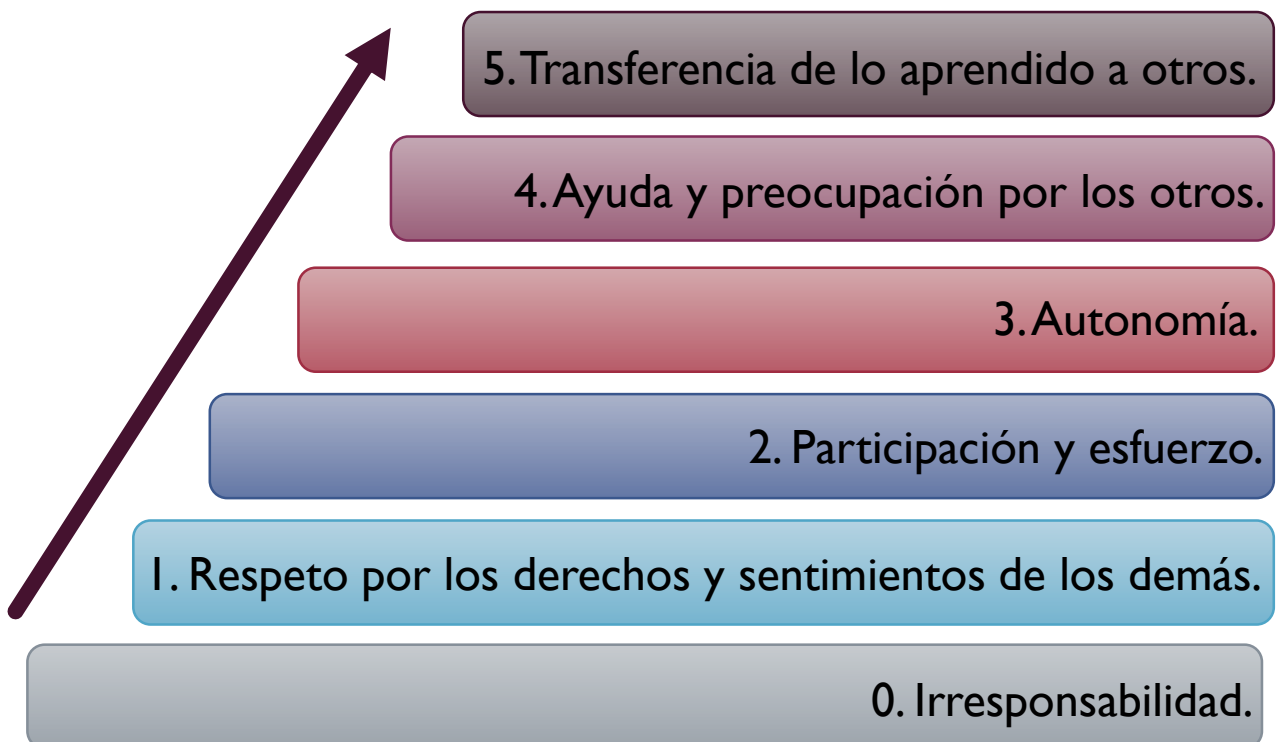 5. Transferencia de lo aprendido a otros.
4. Ayuda y preocupación por los otros.
3. Autonomía.
2. Participación y esfuerzo.
1. Respeto por los derechos y sentimientos de los demás.
0. Irresponsabilidad.